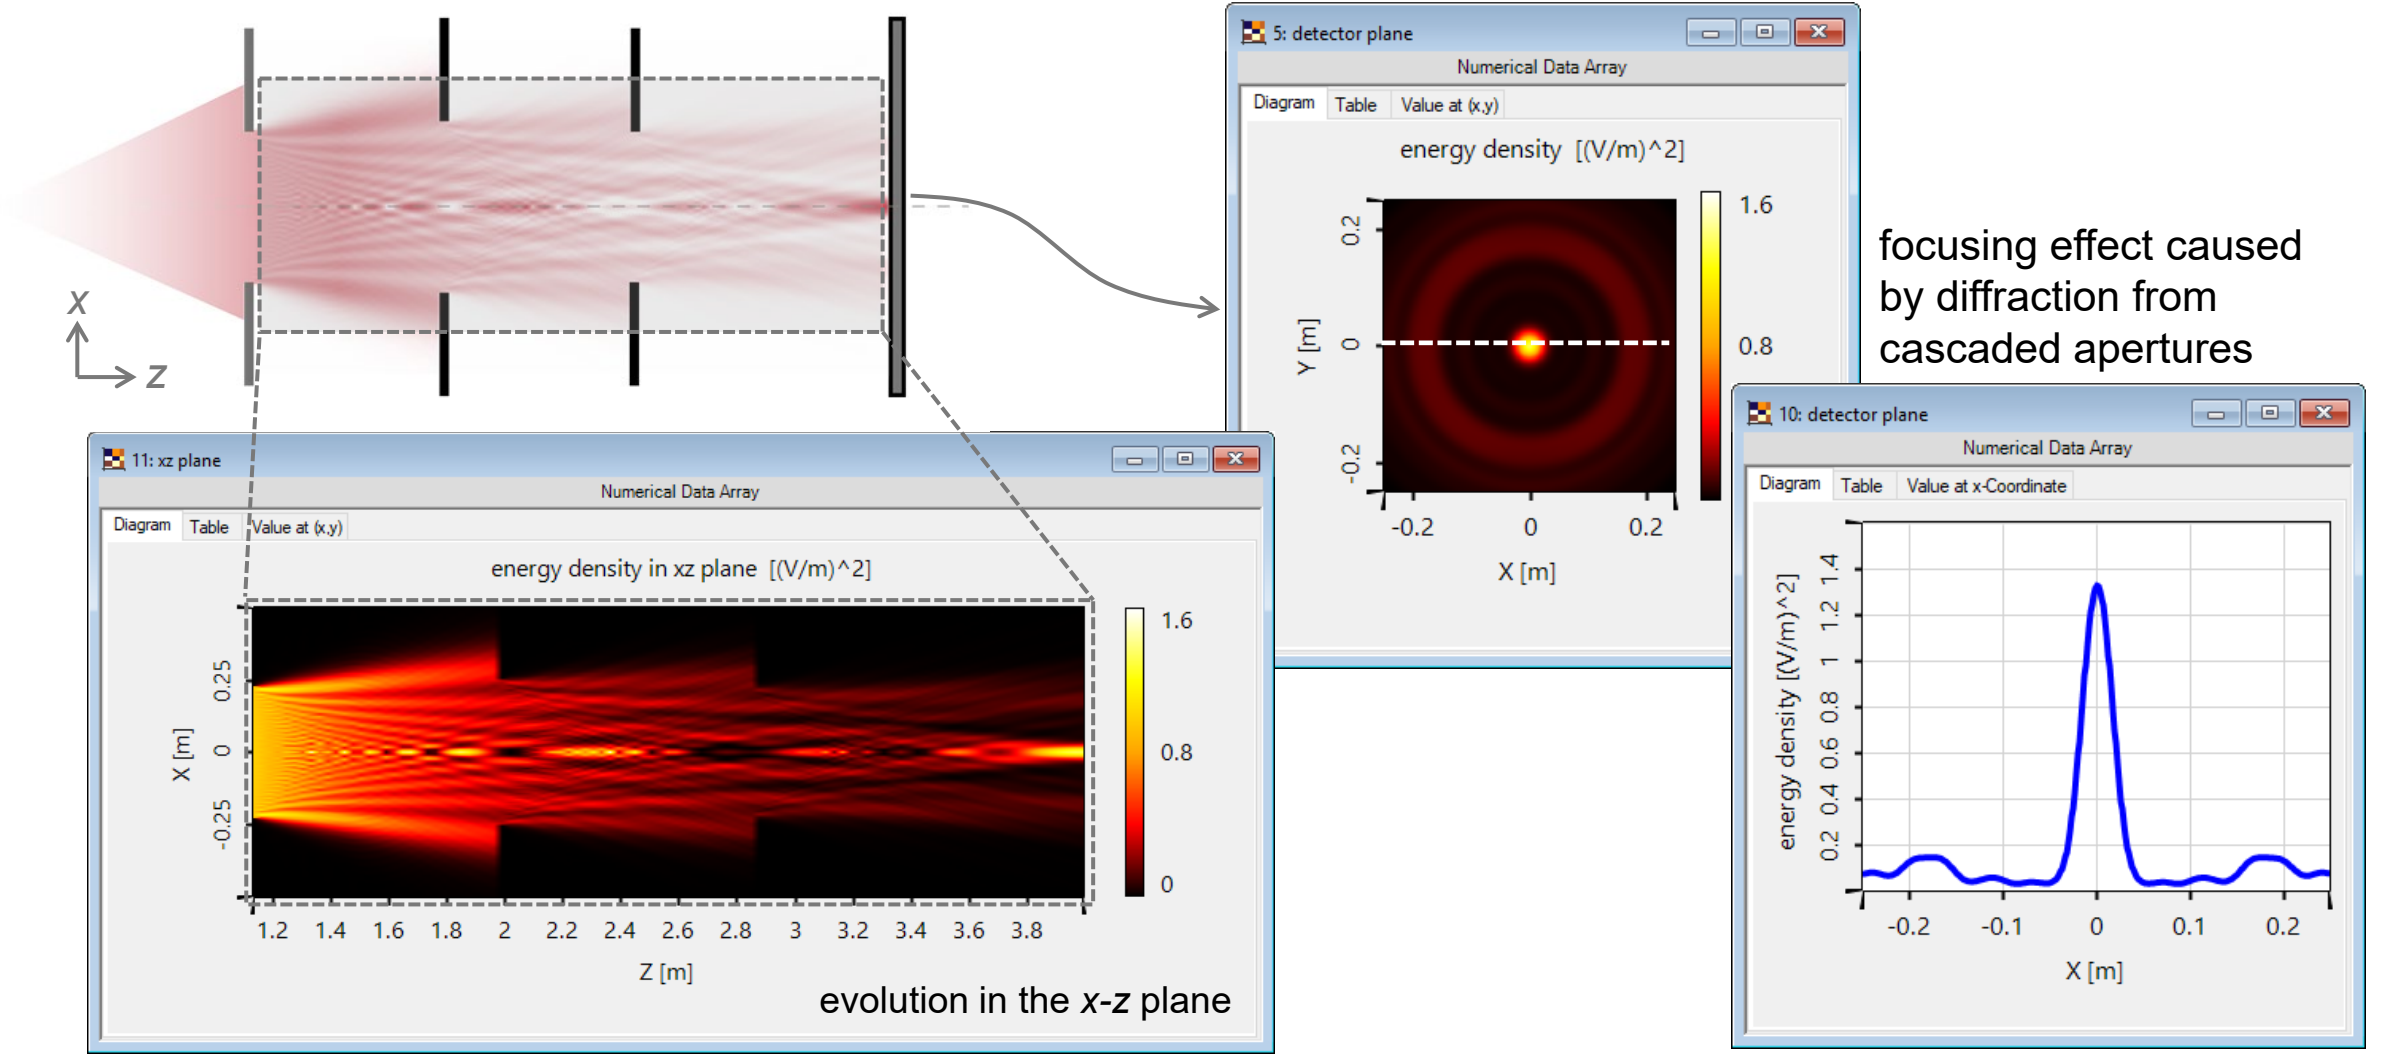 x
z
5: detector plane
Numerical Data Array
Diagram Table Value at (x,y)
energy density [(V/m)^2]
1.6
0.8
0.2
0
-0.2
Y [m]
-0.2 0 0.2
X [m]
focusing effect caused
by diffraction from
cascaded apertures
11: xz plane
Numerical Data Array
Diagram Table Value at (x,y)
energy density in xz plane [(V/m)^2]
1.6
0.8
0
0.25
0
-0.25
X [m]
1.2 1.4 1.6 1.8 2 2.2 2.4 2.6 2.8 3 3.2 3.4 3.6 3.8
Z [m]
evolution in the x-z plane
10: detector plane
Numerical Data Array
Diagram Table Value at x-Coordinate
energy density [(V/m)^2]
1.4
1.2
1
0.8
0.6
0.4
0.2
-0.2 -0.1 0 0.1 0.2
X [m]